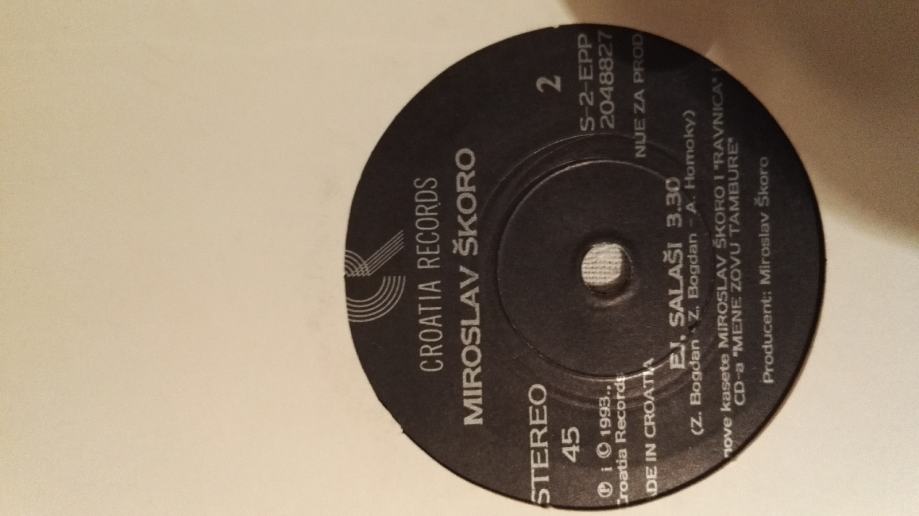 CROATIA RECORDS
MIROSLAV ŠKORO
STEREO
45
2
S-2-EPP
2048827
℗ i © 1993..
Croatia Records
MADE IN CROATIA
NIJE ZA PROD
EJ, SALAŠI 3.30
(Z. Bogdan - Z. Bogdan - A. Homoky)
nove kasete MIROSLAV ŠKORO I "RAVNICA" i
CD-a "MENE ZOVU TAMBURE"
Producent: Miroslav Škoro